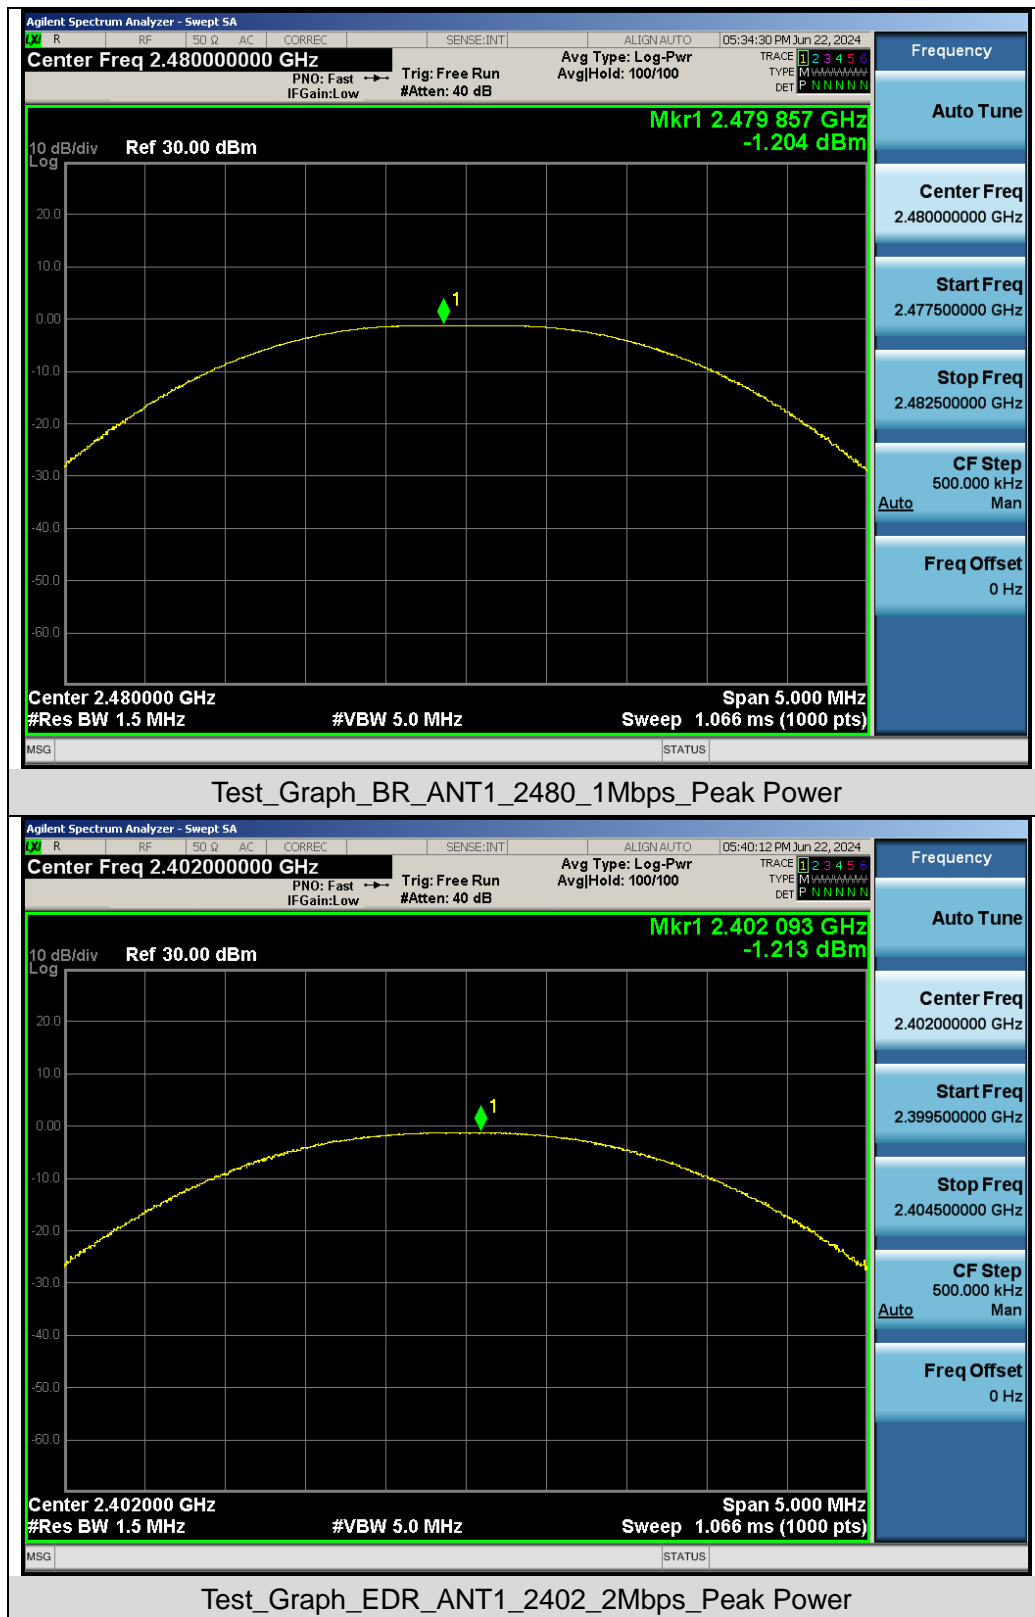 Agilent Spectrum Analyzer - Swept SA
LXI R RF 50 Ω AC CORREC SENSE:INT ALIGN AUTO 05:34:30 PM Jun 22, 2024
Center Freq 2.480000000 GHz
PNO: Fast
IFGain:Low
Trig: Free Run
#Atten: 40 dB
Avg Type: Log-Pwr
Avg|Hold: 100/100
TRACE 1 2 3 4 5 6
TYPE M WWWWW
DET P N N N N N
Mkr1 2.479 857 GHz
-1.204 dBm
10 dB/div Ref 30.00 dBm
Log
20.0
10.0
0.00
-10.0
-20.0
-30.0
-40.0
-50.0
-60.0
1
Center 2.480000 GHz
Span 5.000 MHz
#Res BW 1.5 MHz
#VBW 5.0 MHz
Sweep 1.066 ms (1000 pts)
MSG
STATUS
Frequency
Auto Tune
Center Freq
2.480000000 GHz
Start Freq
2.477500000 GHz
Stop Freq
2.482500000 GHz
CF Step
500.000 kHz
Auto Man
Freq Offset
0 Hz
Test_Graph_BR_ANT1_2480_1Mbps_Peak Power
Agilent Spectrum Analyzer - Swept SA
LXI R RF 50 Ω AC CORREC SENSE:INT ALIGN AUTO 05:40:12 PM Jun 22, 2024
Center Freq 2.402000000 GHz
PNO: Fast
IFGain:Low
Trig: Free Run
#Atten: 40 dB
Avg Type: Log-Pwr
Avg|Hold: 100/100
TRACE 1 2 3 4 5 6
TYPE M WWWWW
DET P N N N N N
Mkr1 2.402 093 GHz
-1.213 dBm
10 dB/div Ref 30.00 dBm
Log
20.0
10.0
0.00
-10.0
-20.0
-30.0
-40.0
-50.0
-60.0
1
Center 2.402000 GHz
Span 5.000 MHz
#Res BW 1.5 MHz
#VBW 5.0 MHz
Sweep 1.066 ms (1000 pts)
MSG
STATUS
Frequency
Auto Tune
Center Freq
2.402000000 GHz
Start Freq
2.399500000 GHz
Stop Freq
2.404500000 GHz
CF Step
500.000 kHz
Auto Man
Freq Offset
0 Hz
Test_Graph_EDR_ANT1_2402_2Mbps_Peak Power